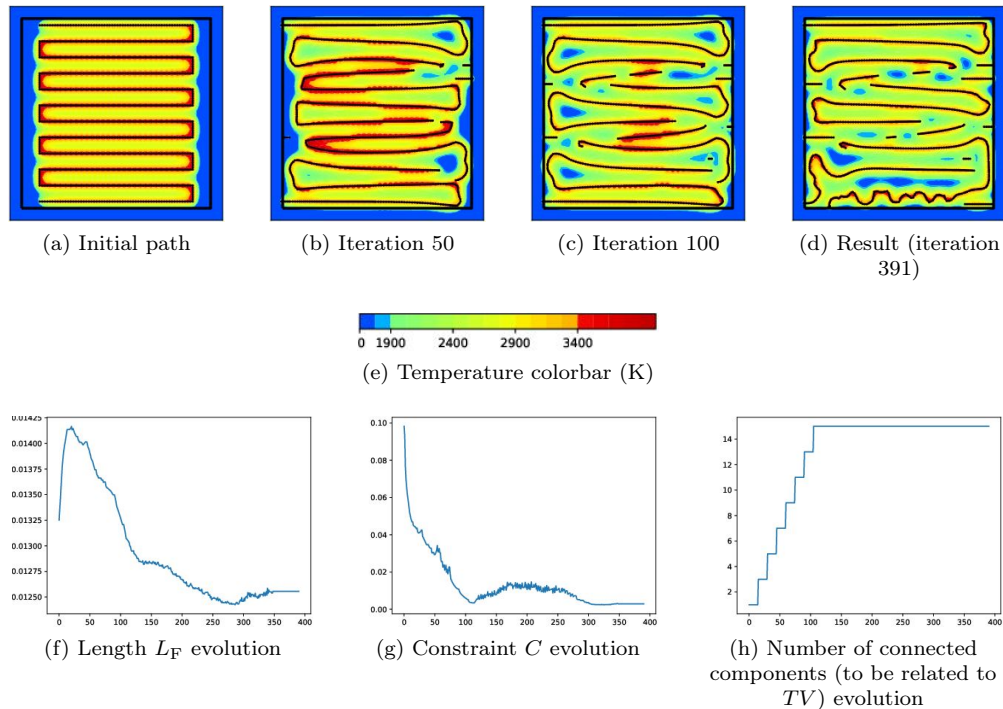 (a) Initial path
(b) Iteration 50
(c) Iteration 100
(d) Result (iteration
391)
0 1900 2400 2900 3400
(e) Temperature colorbar (K)
0.01425
0.01400
0.01375
0.01350
0.01325
0.01300
0.01275
0.01250
0 50 100 150 200 250 300 350 400
(f) Length L_F evolution
0.10
0.08
0.06
0.04
0.02
0.00
0 50 100 150 200 250 300 350 400
(g) Constraint C evolution
14
12
10
8
6
4
2
0 50 100 150 200 250 300 350 400
(h) Number of connected
components (to be related to
TV) evolution